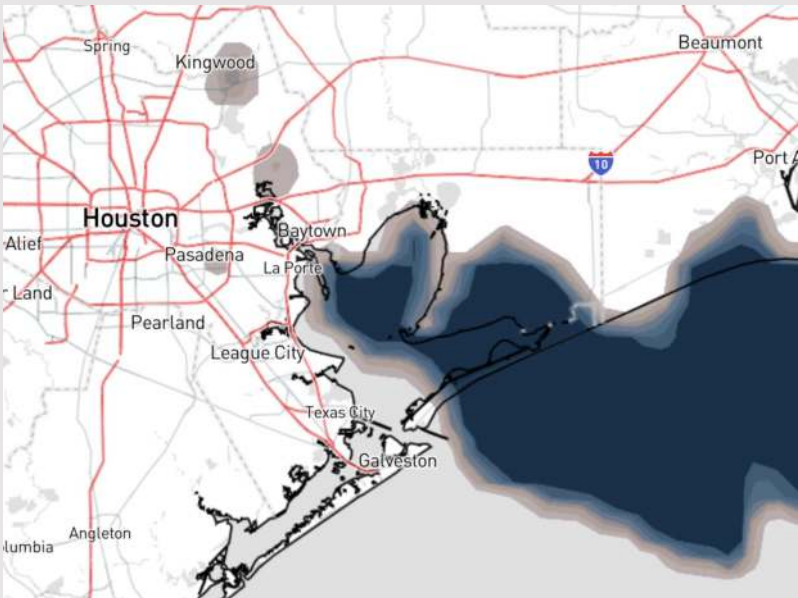 Spring
Kingwood
Beaumont
10
Port A
Houston
Baytown
Alief
Pasadena
La Porte
r Land
Pearland
League City
Texas City
Galveston
Angleton
olumbia